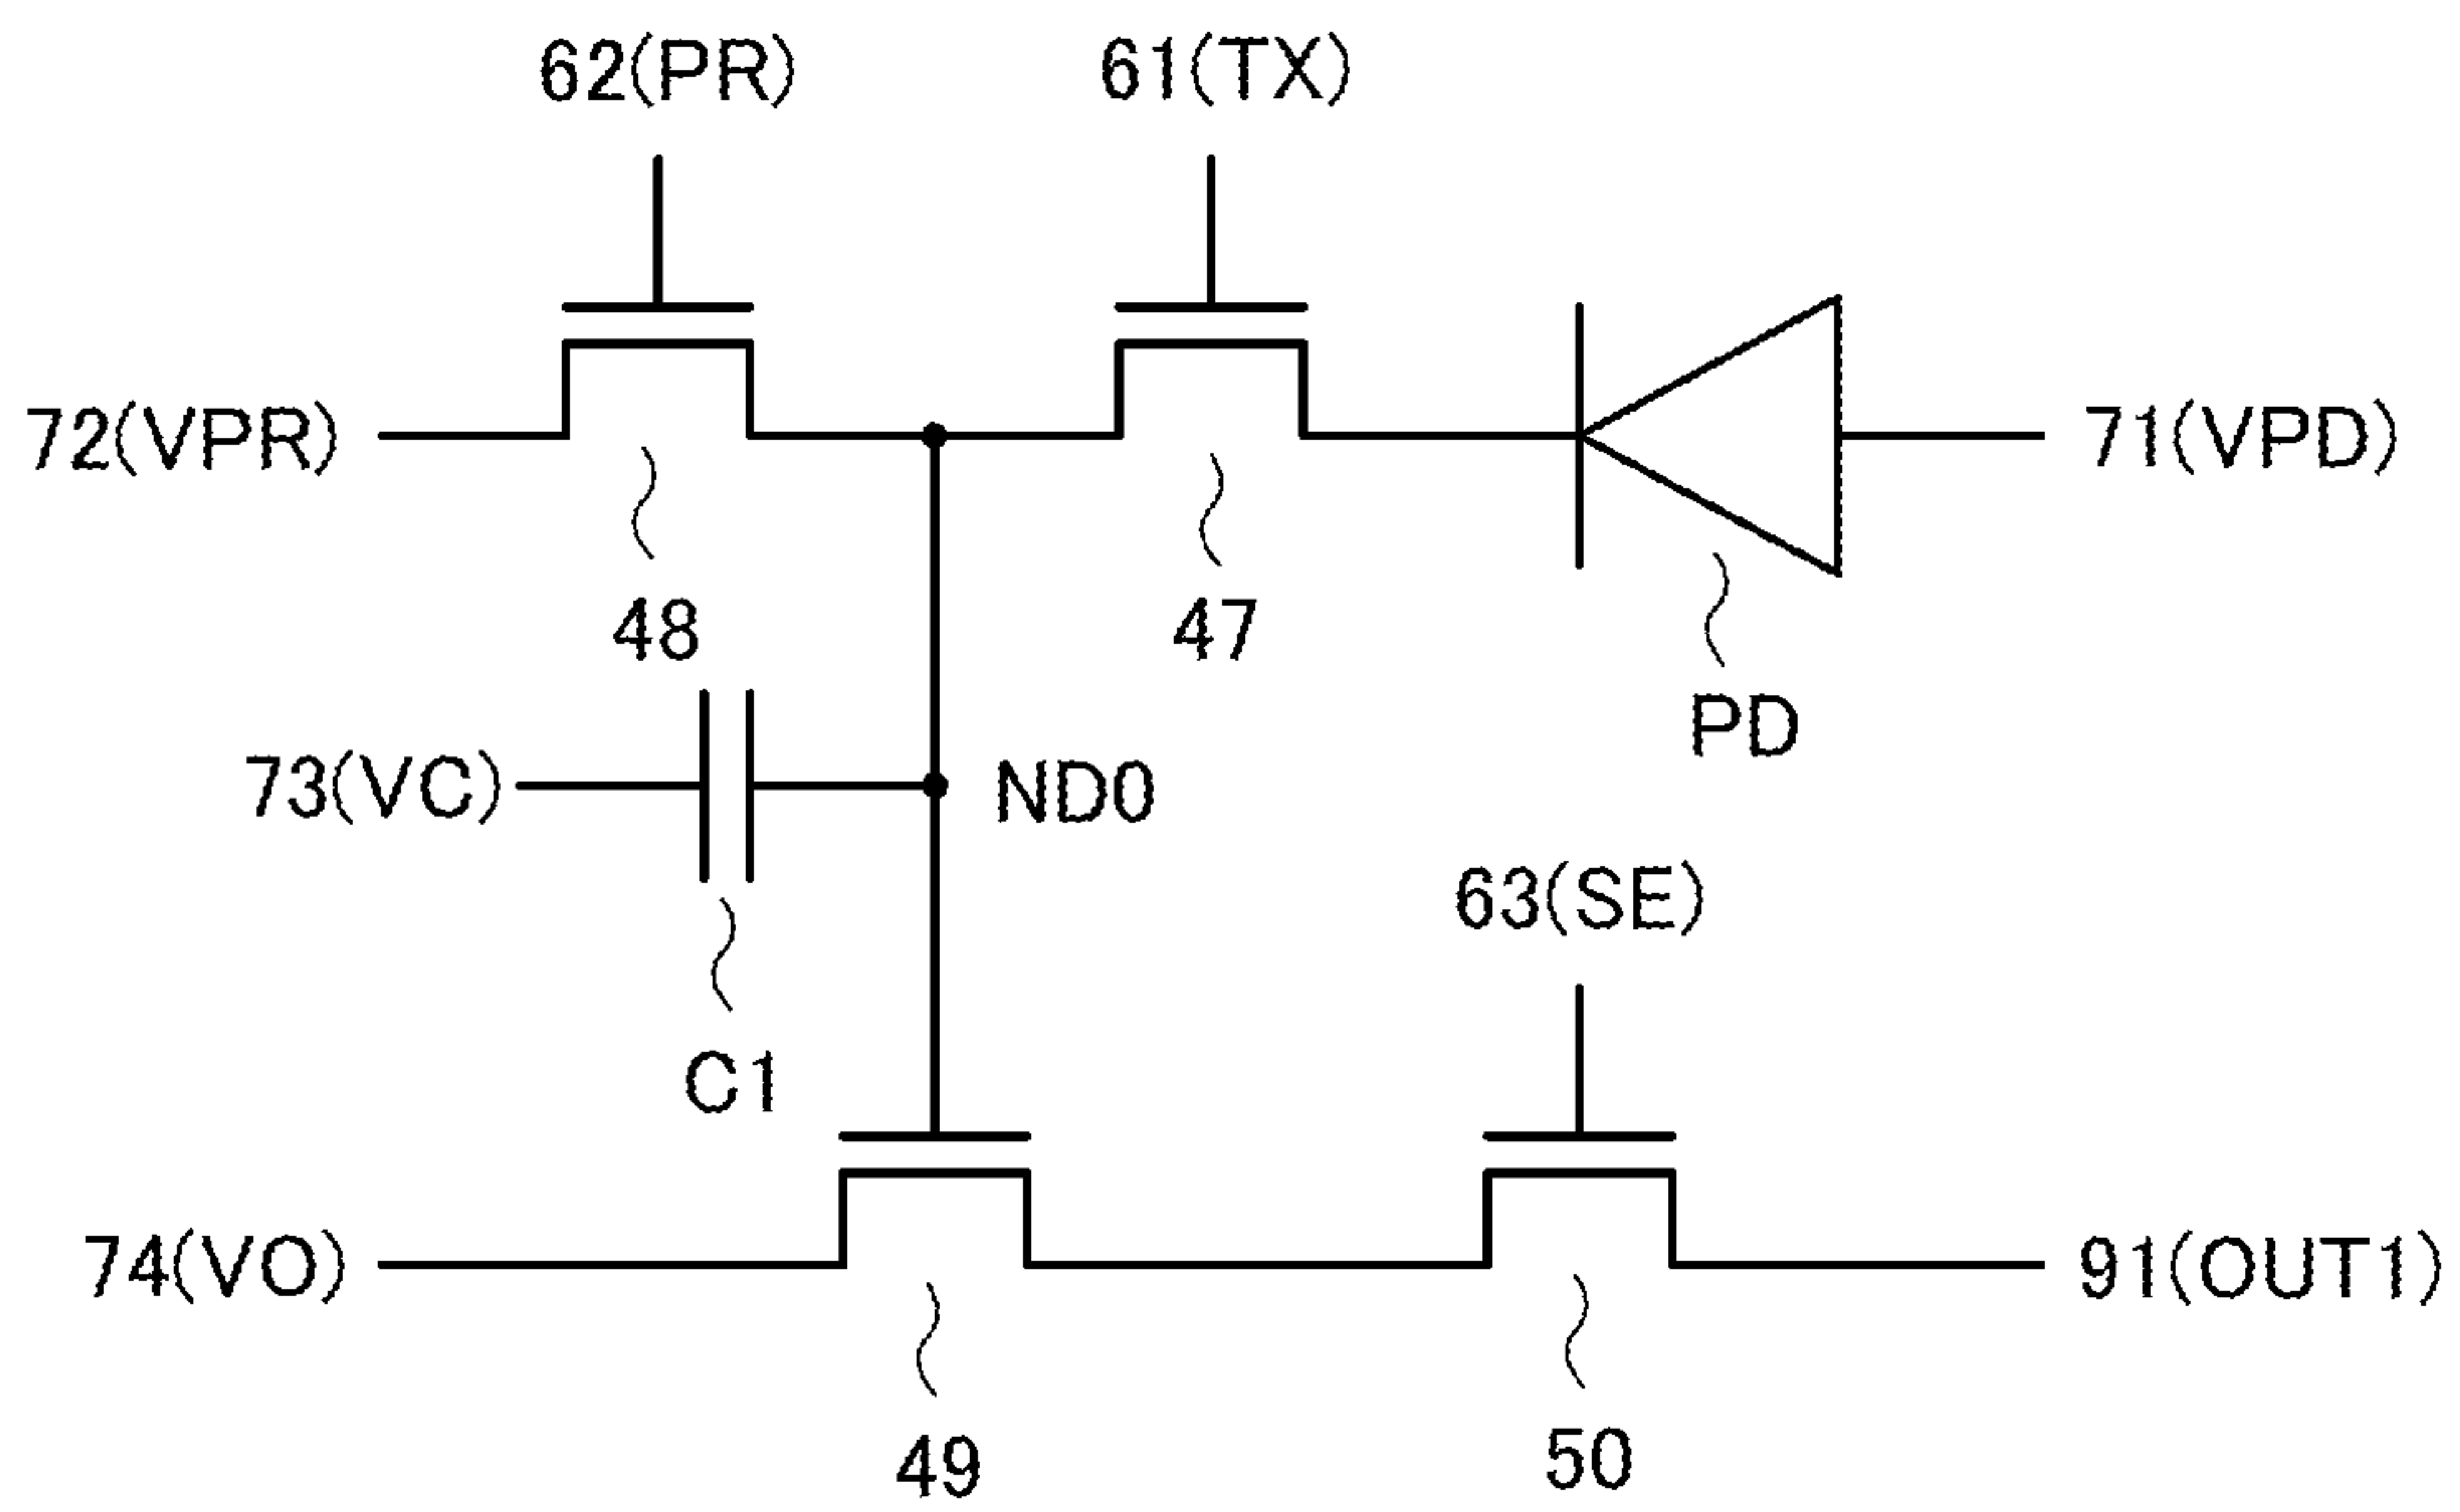 62(PR)
61(TX)
72(VPR)
71(VPD)
48
47
PD
73(VC)
ND0
63(SE)
C1
74(VO)
91(OUT1)
49
50